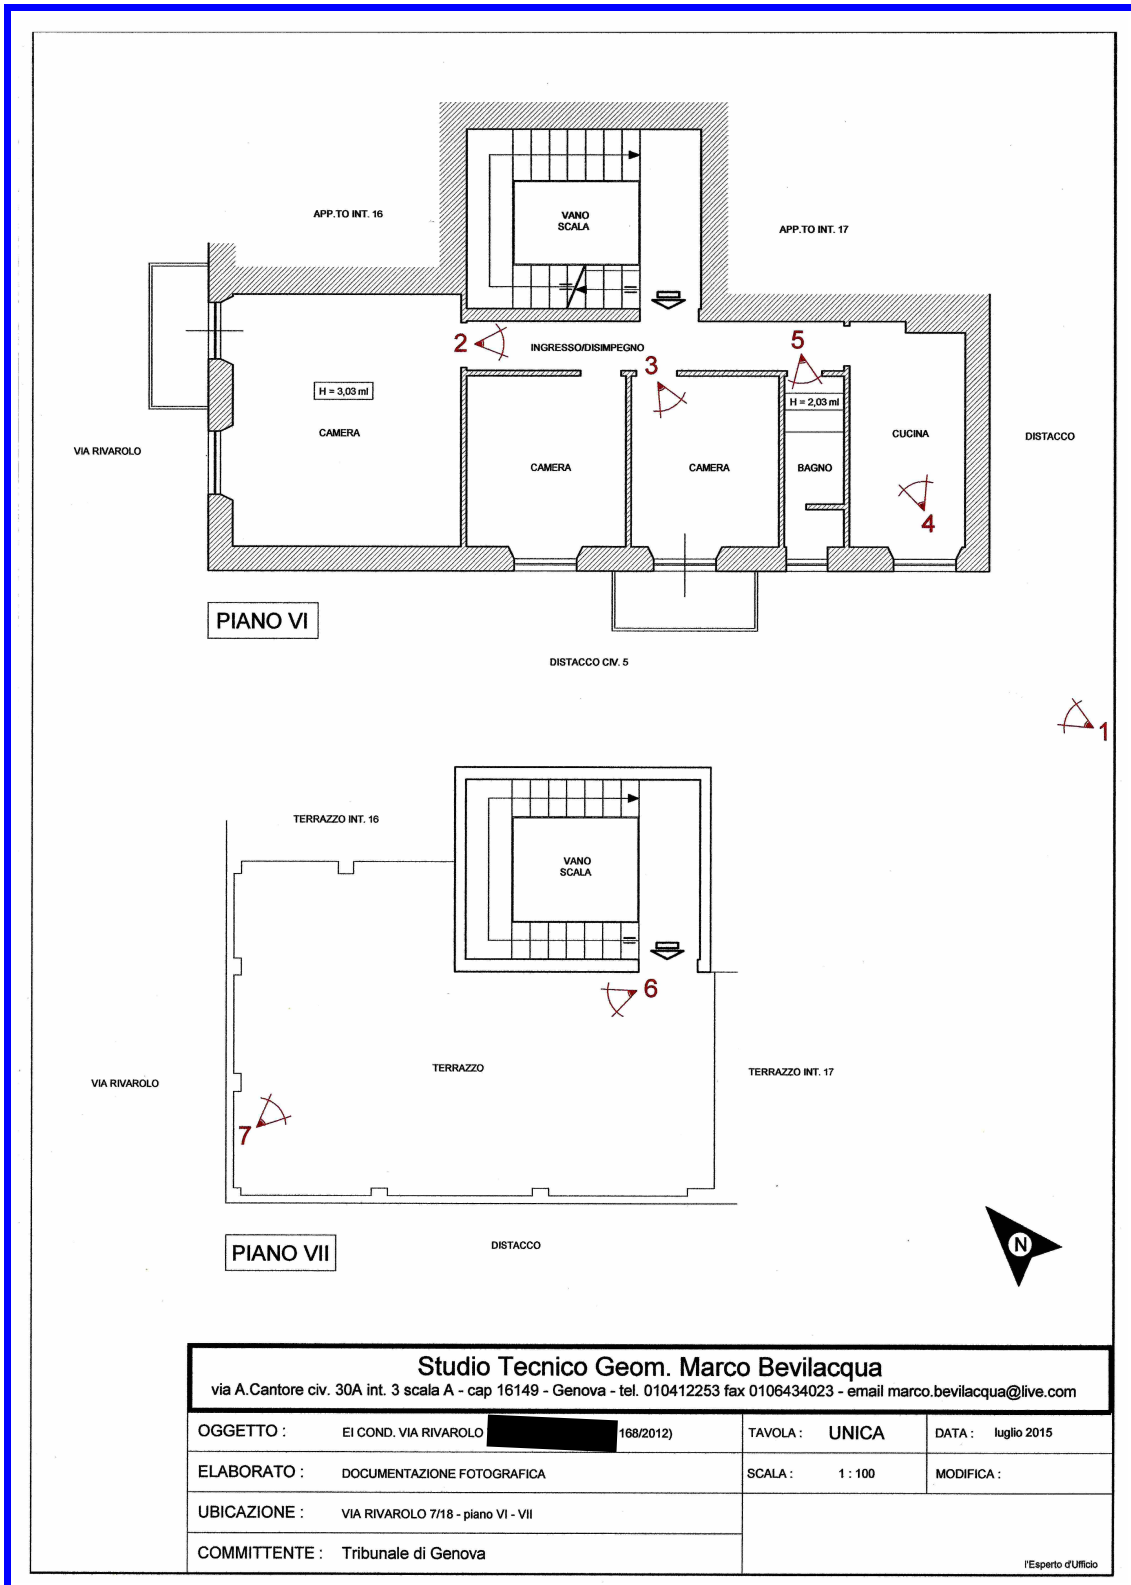 APP.TO INT. 16
VANO
SCALA
APP.TO INT. 17
2
INGRESSO/DISIMPEGNO
3
5
H = 3,03 ml
H = 2,03 ml
CAMERA
CUCINA
VIA RIVAROLO
DISTACCO
CAMERA
CAMERA
BAGNO
4
PIANO VI
DISTACCO CIV. 5
1
TERRAZZO INT. 16
VANO
SCALA
6
TERRAZZO
TERRAZZO INT. 17
VIA RIVAROLO
7
PIANO VII
DISTACCO
N
Studio Tecnico Geom. Marco Bevilacqua
via A.Cantore civ. 30A int. 3 scala A - cap 16149 - Genova - tel. 010412253 fax 0106434023 - email marco.bevilacqua@live.com
OGGETTO : EI COND. VIA RIVAROLO 168/2012) TAVOLA : UNICA DATA : luglio 2015
ELABORATO : DOCUMENTAZIONE FOTOGRAFICA SCALA : 1 : 100 MODIFICA :
UBICAZIONE : VIA RIVAROLO 7/18 - piano VI - VII
COMMITTENTE : Tribunale di Genova
l'Esperto d'Ufficio